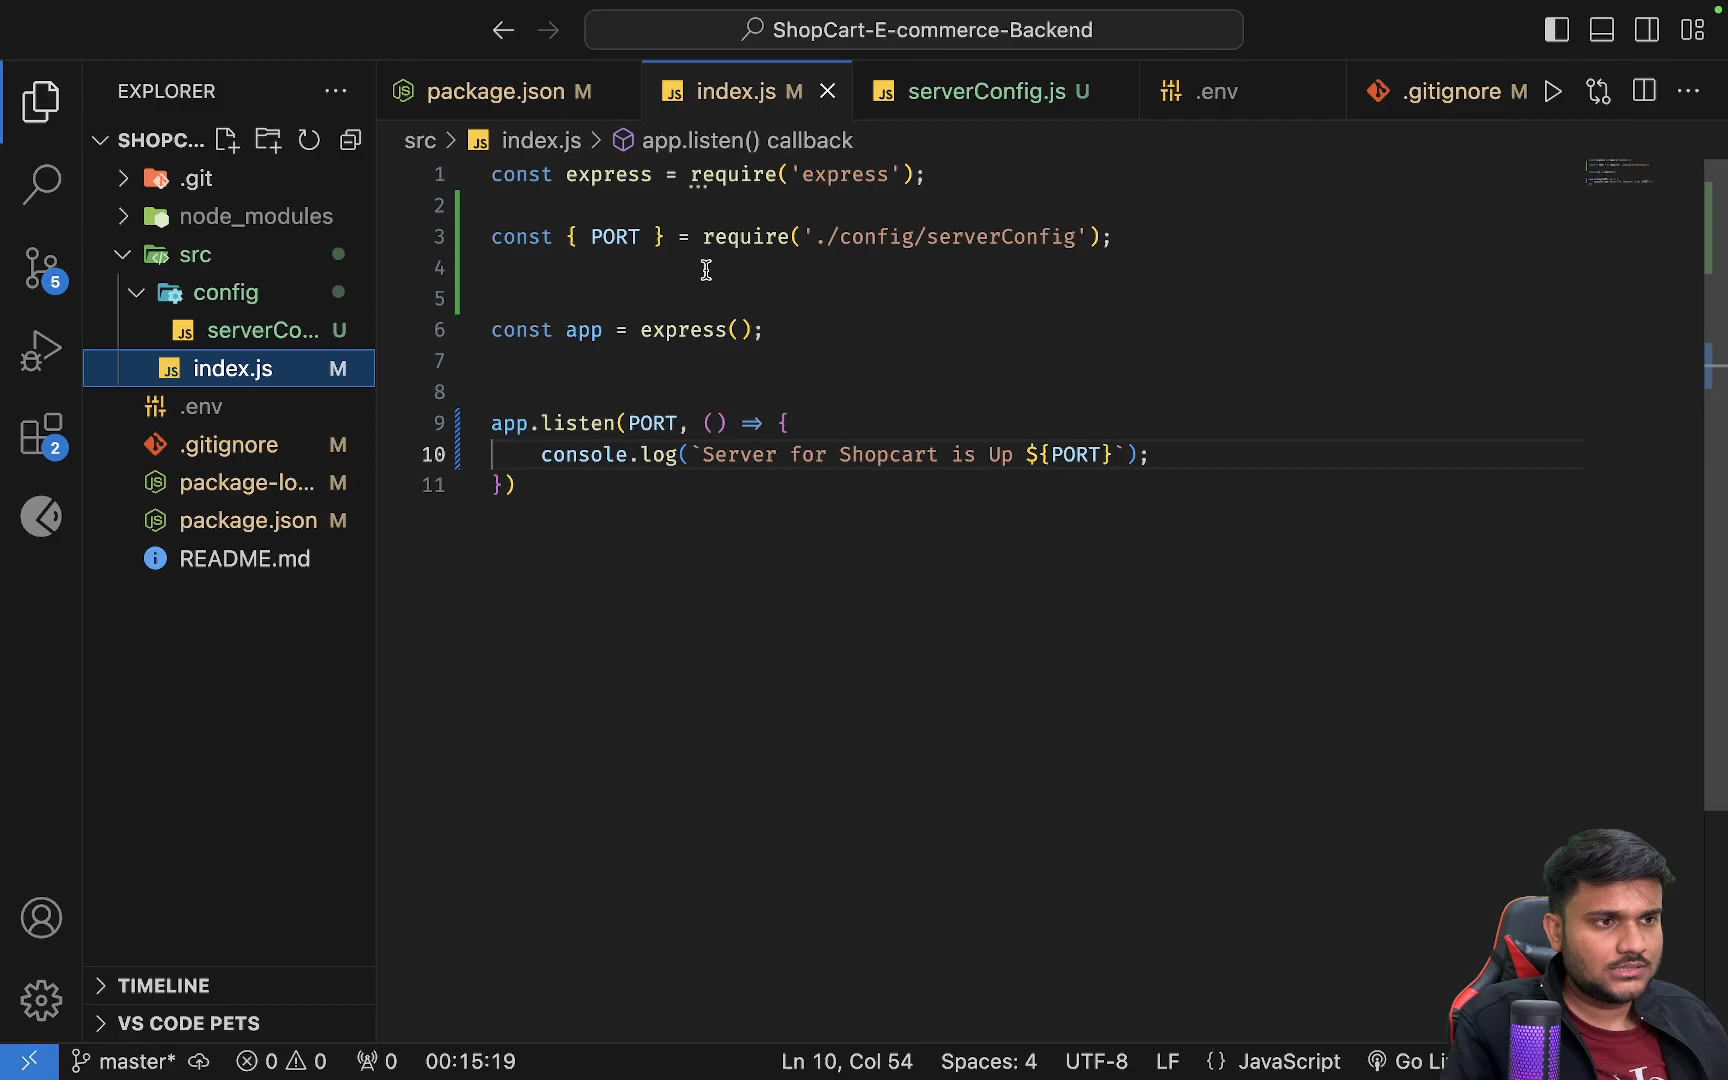 ShopCart-E-commerce-Backend
EXPLORER
package.json M
index.js M
serverConfig.js U
.env
.gitignore M
SHOPC...
src > index.js > app.listen() callback
.git
node_modules
src
config
serverCo... U
index.js M
.env
.gitignore M
package-lo... M
package.json M
README.md
1 const express = require('express');
2
3 const { PORT } = require('./config/serverConfig');
4
5
6 const app = express();
7
8
9 app.listen(PORT, () => {
10 console.log(`Server for Shopcart is Up ${PORT}`);
11 })
5
2
TIMELINE
VS CODE PETS
master* 0 0 0 00:15:19 Ln 10, Col 54 Spaces: 4 UTF-8 LF {} JavaScript Go Li